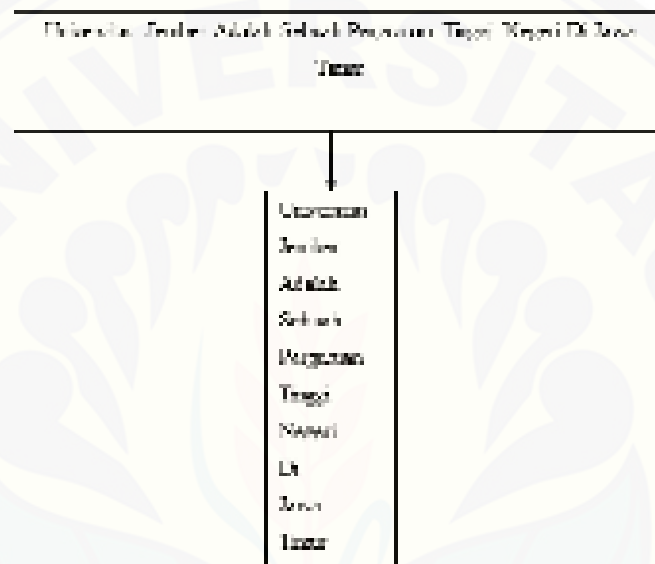 Universitas Jember Adalah Sebuah Perguruan Tinggi Negeri Di Jawa
Timur
Universitas
Jember
Adalah
Sebuah
Perguruan
Tinggi
Negeri
Di
Jawa
Timur
UNIVERSITA